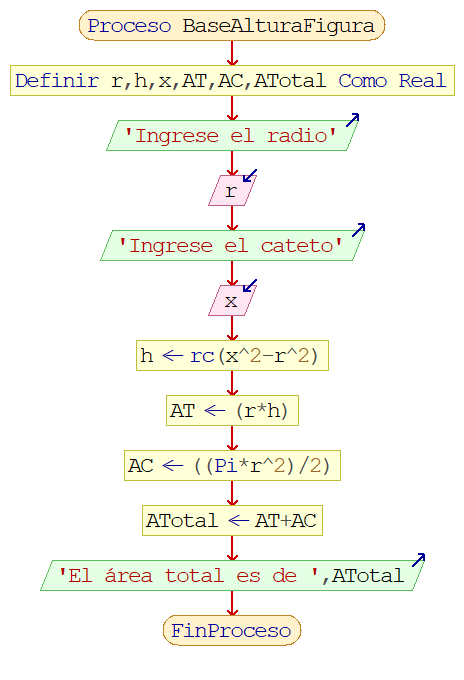 Proceso BaseAlturaFigura
Definir r,h,x,AT,AC,ATotal Como Real
'Ingrese el radio'
r
'Ingrese el cateto'
x
h ← rc(x^2-r^2)
AT ← (r*h)
AC ← ((Pi*r^2)/2)
ATotal ← AT+AC
'El área total es de ',ATotal
FinProceso